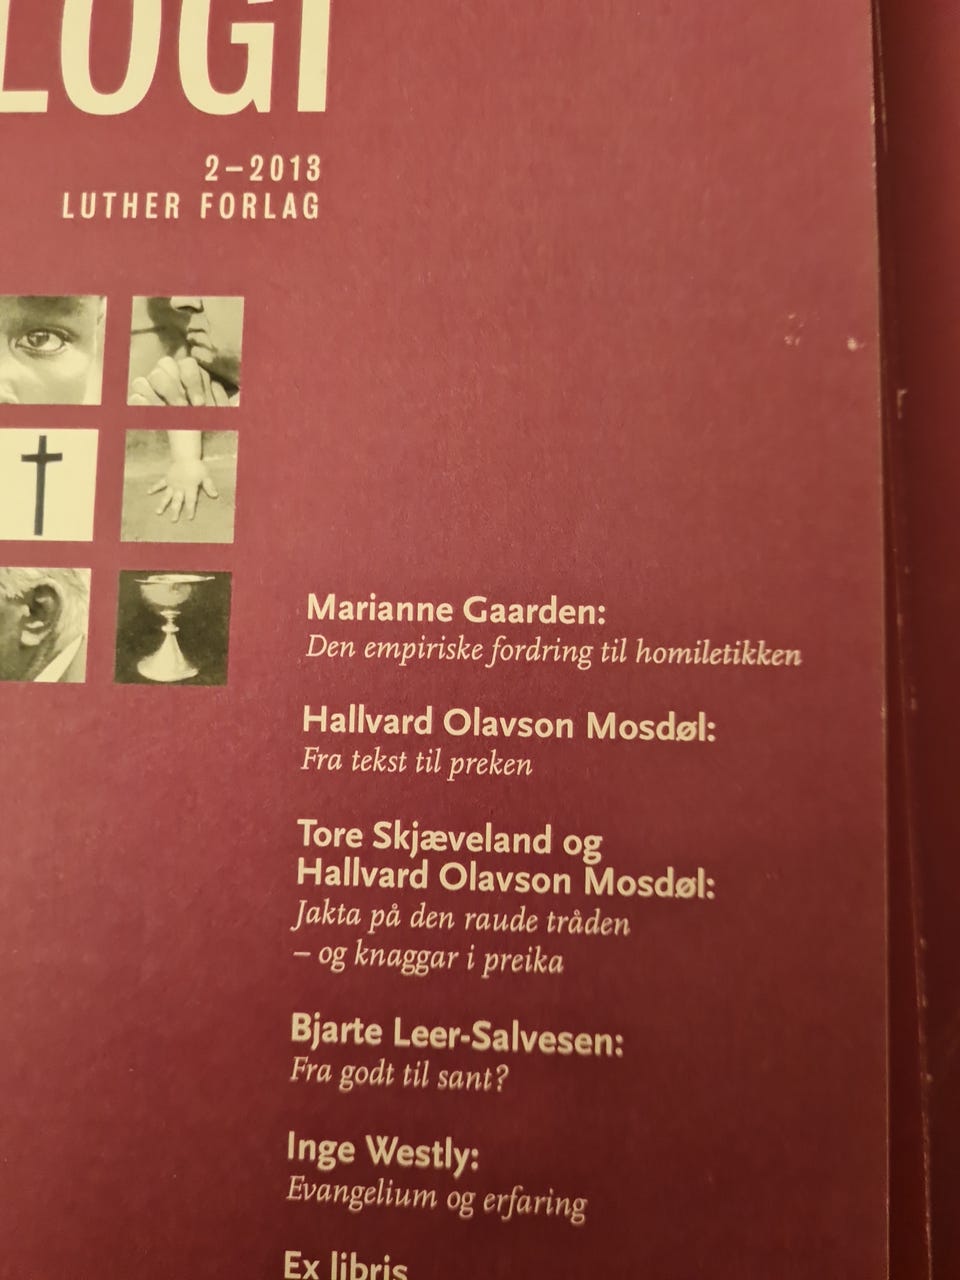 LOGI
2–2013
LUTHER FORLAG
Marianne Gaarden:
Den empiriske fordring til homiletikken
Hallvard Olavson Mosdøl:
Fra tekst til preken
Tore Skjæveland og
Hallvard Olavson Mosdøl:
Jakta på den raude tråden
– og knaggar i preika
Bjarte Leer-Salvesen:
Fra godt til sant?
Inge Westly:
Evangelium og erfaring
Ex libris